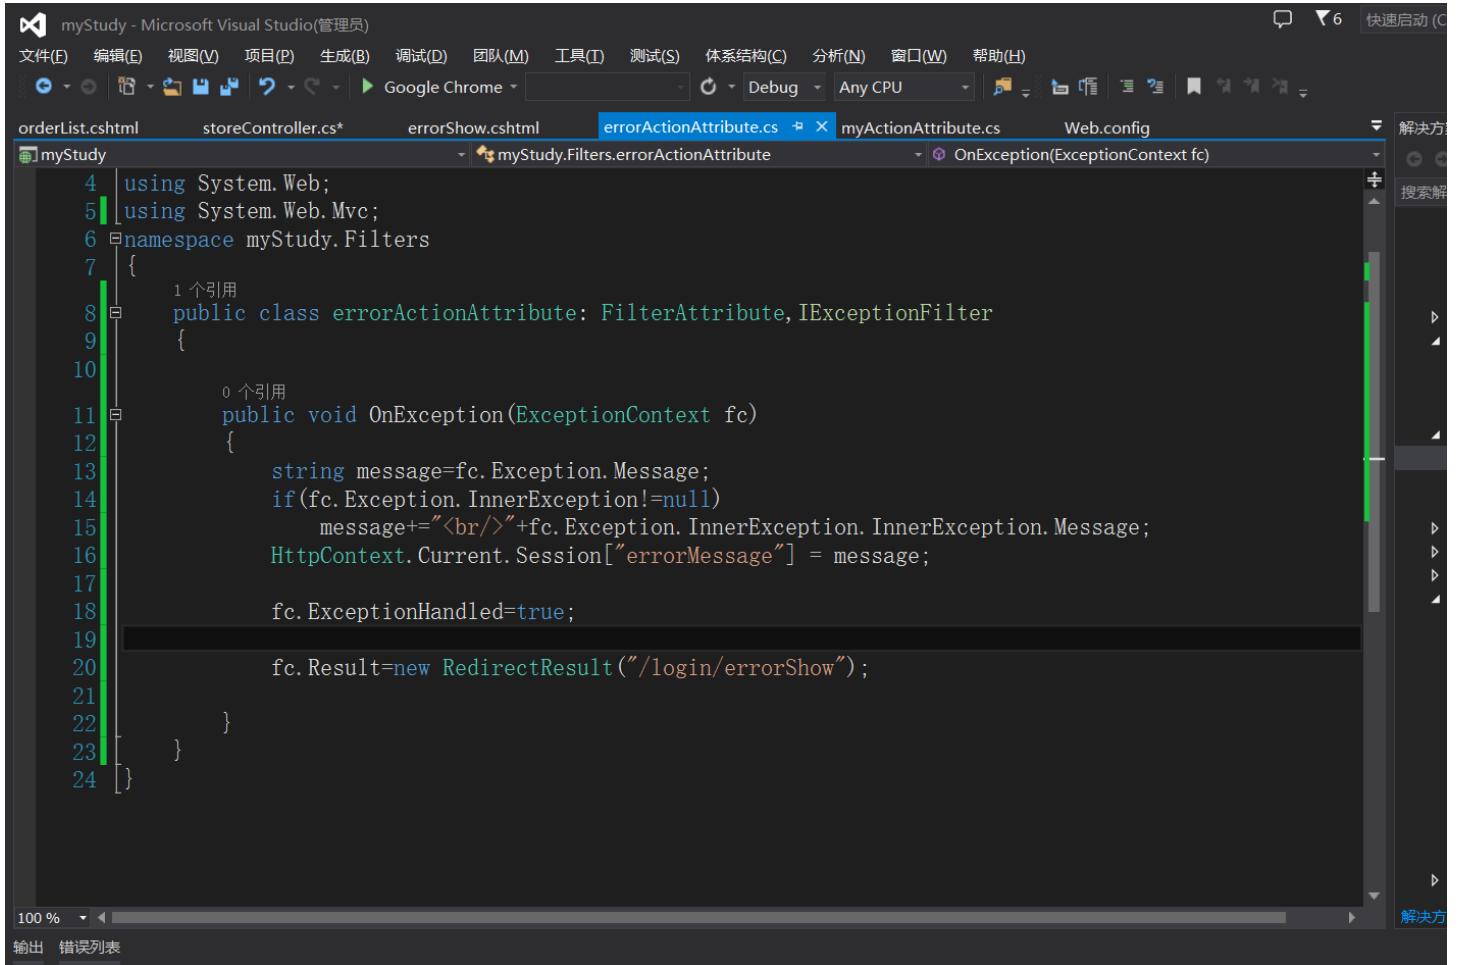 myStudy - Microsoft Visual Studio(管理员)
6
快速启动 (C
文件(F) 编辑(E) 视图(V) 项目(P) 生成(B) 调试(D) 团队(M) 工具(T) 测试(S) 体系结构(C) 分析(N) 窗口(W) 帮助(H)
Google Chrome Debug Any CPU
orderList.cshtml storeController.cs* errorShow.cshtml errorActionAttribute.cs myActionAttribute.cs Web.config
解决方
myStudy myStudy.Filters.errorActionAttribute OnException(ExceptionContext fc)
搜索解
4 using System.Web;
5 using System.Web.Mvc;
6 namespace myStudy.Filters
7 {
1 个引用
8 public class errorActionAttribute: FilterAttribute,IExceptionFilter
9 {
10
0 个引用
11 public void OnException(ExceptionContext fc)
12 {
13 string message=fc.Exception.Message;
14 if(fc.Exception.InnerException!=null)
15 message+="<br/>"+fc.Exception.InnerException.InnerException.Message;
16 HttpContext.Current.Session["errorMessage"] = message;
17
18 fc.ExceptionHandled=true;
19
20 fc.Result=new RedirectResult("/login/errorShow");
21
22 }
23 }
24 }
100 %
解决方
输出 错误列表